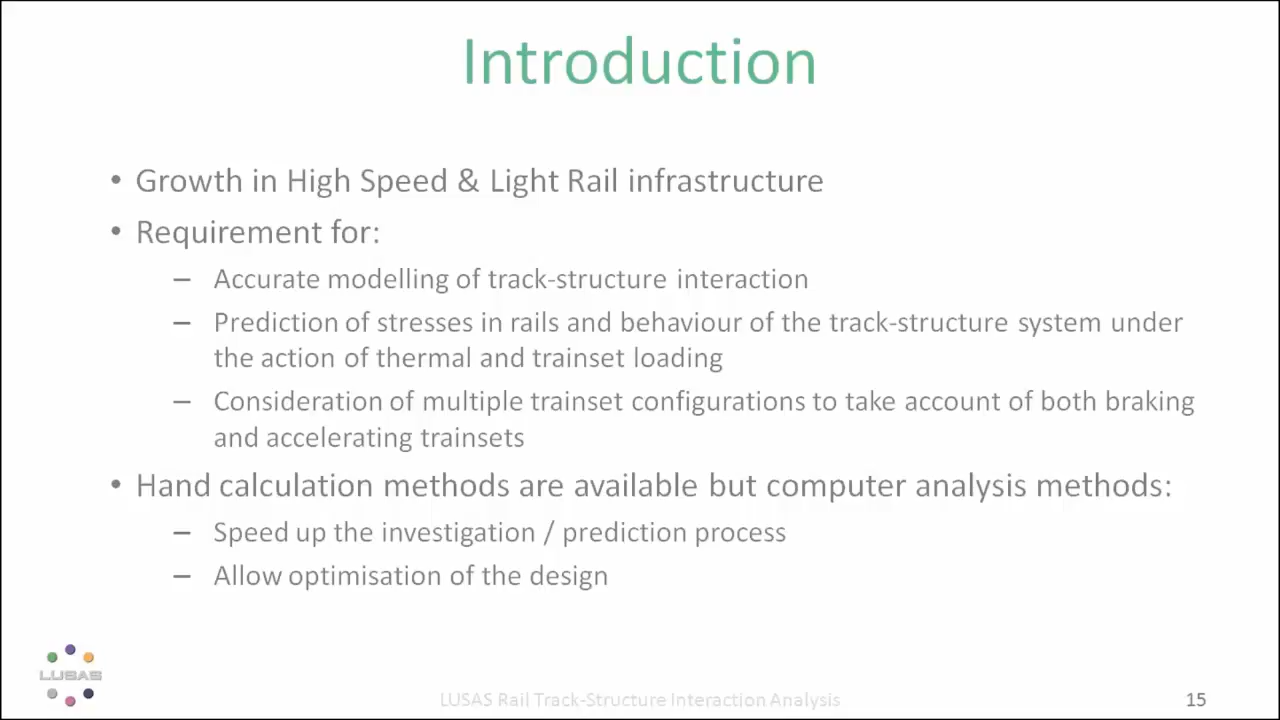 Introduction
• Growth in High Speed & Light Rail infrastructure
• Requirement for:
– Accurate modelling of track-structure interaction
– Prediction of stresses in rails and behaviour of the track-structure system under
the action of thermal and trainset loading
– Consideration of multiple trainset configurations to take account of both braking
and accelerating trainsets
• Hand calculation methods are available but computer analysis methods:
– Speed up the investigation / prediction process
– Allow optimisation of the design
LUSAS
LUSAS Rail Track-Structure Interaction Analysis
15